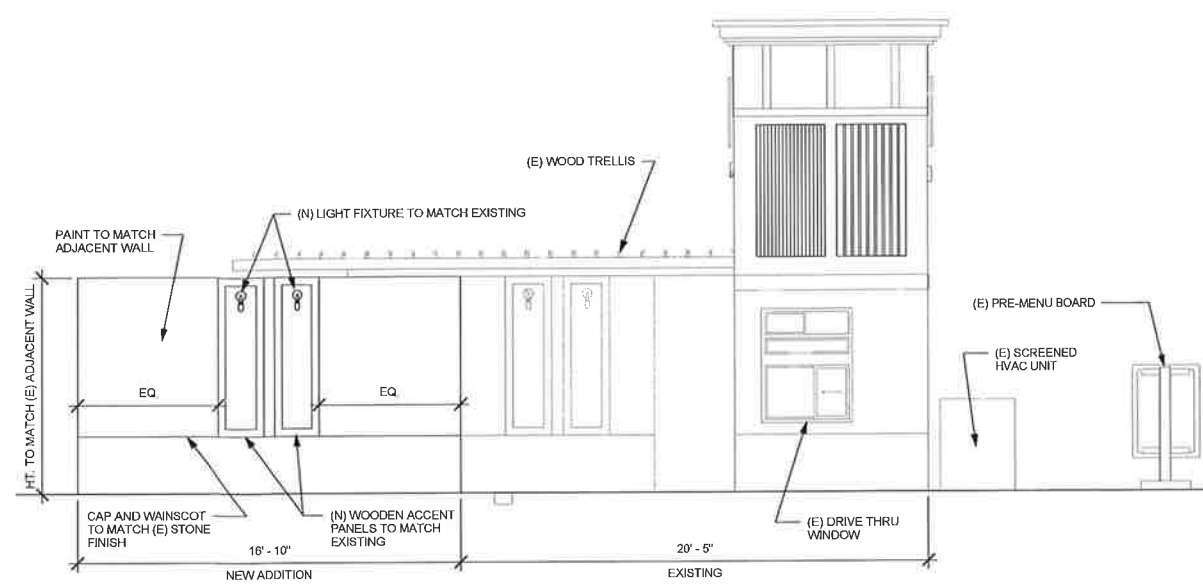 (E) WOOD TRELLIS
(N) LIGHT FIXTURE TO MATCH EXISTING
PAINT TO MATCH
ADJACENT WALL
HT. TO MATCH (E) ADJACENT WALL
(E) PRE-MENU BOARD
(E) SCREENED
HVAC UNIT
EQ.
EQ.
CAP AND WAINSCOT
TO MATCH (E) STONE
FINISH
(N) WOODEN ACCENT
PANELS TO MATCH
EXISTING
(E) DRIVE THRU
WINDOW
16' - 10"
20' - 5"
NEW ADDITION
EXISTING